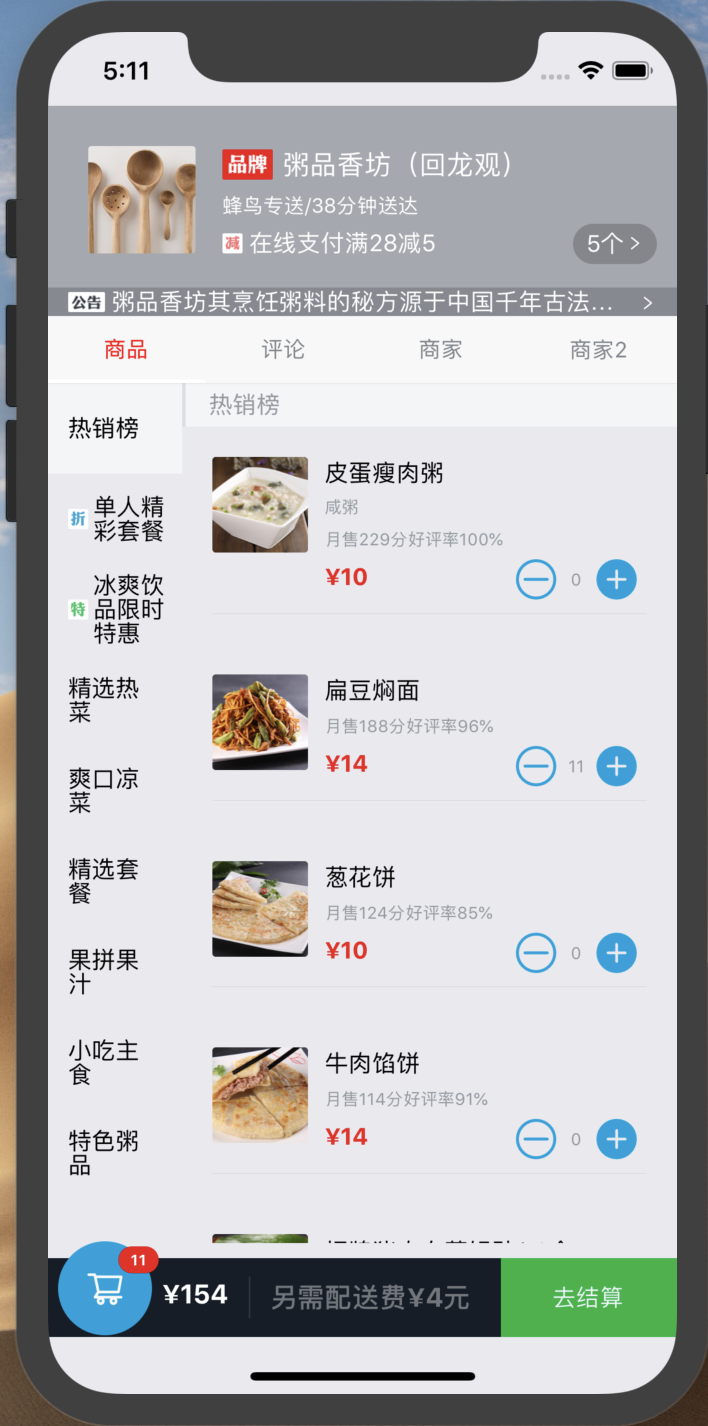 5:11
品牌 粥品香坊（回龙观）
蜂鸟专送/38分钟送达
减 在线支付满28减5
5个 >
公告 粥品香坊其烹饪粥料的秘方源于中国千年古法... >
商品 评论 商家 商家2
热销榜
折 单人精
彩套餐
特 冰爽饮
品限时
特惠
精选热
菜
爽口凉
菜
精选套
餐
果拼果
汁
小吃主
食
特色粥
品
热销榜
皮蛋瘦肉粥
咸粥
月售229分好评率100%
¥10 0
扁豆焖面
月售188分好评率96%
¥14 11
葱花饼
月售124分好评率85%
¥10 0
牛肉馅饼
月售114分好评率91%
¥14 0
11
¥154 另需配送费¥4元 去结算